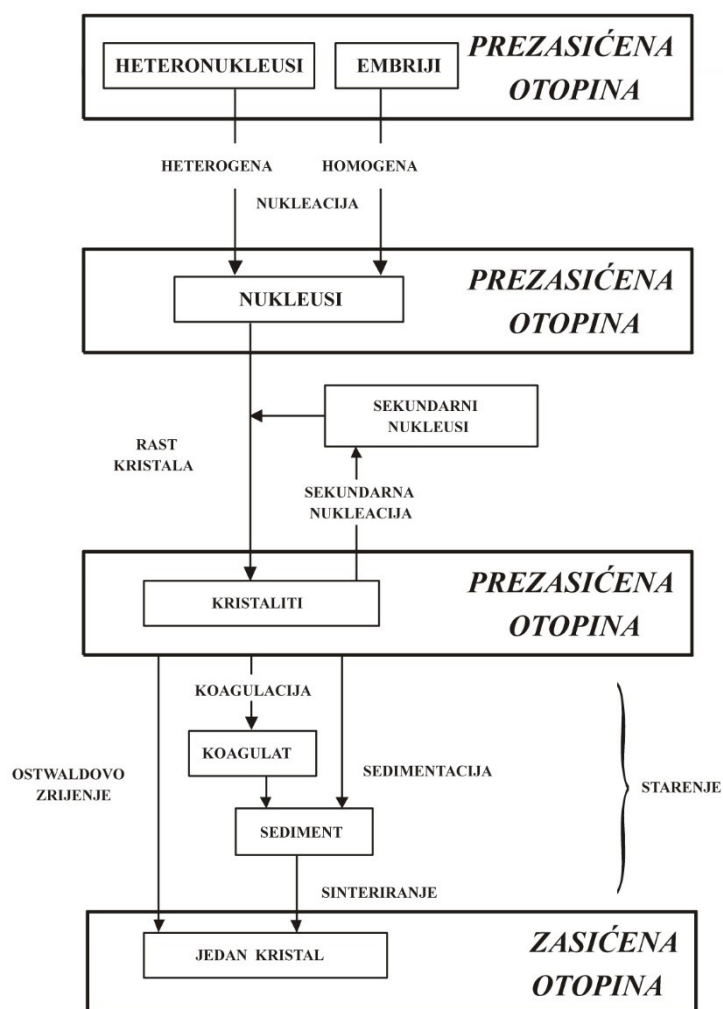 HETERONUKLEUSI
EMBRIJI
PREZASIĆENA
OTOPINA
HETEROGENA
HOMOGENA
NUKLEACIJA
NUKLEUSI
PREZASIĆENA
OTOPINA
SEKUNDARNI
NUKLEUSI
RAST
KRISTALA
SEKUNDARNA
NUKLEACIJA
KRISTALITI
PREZASIĆENA
OTOPINA
KOAGULACIJA
KOAGULAT
OSTWALDOVO
ZRIJENJE
SEDIMENTACIJA
STARENJE
SEDIMENT
SINTERIRANJE
JEDAN KRISTAL
ZASIĆENA
OTOPINA